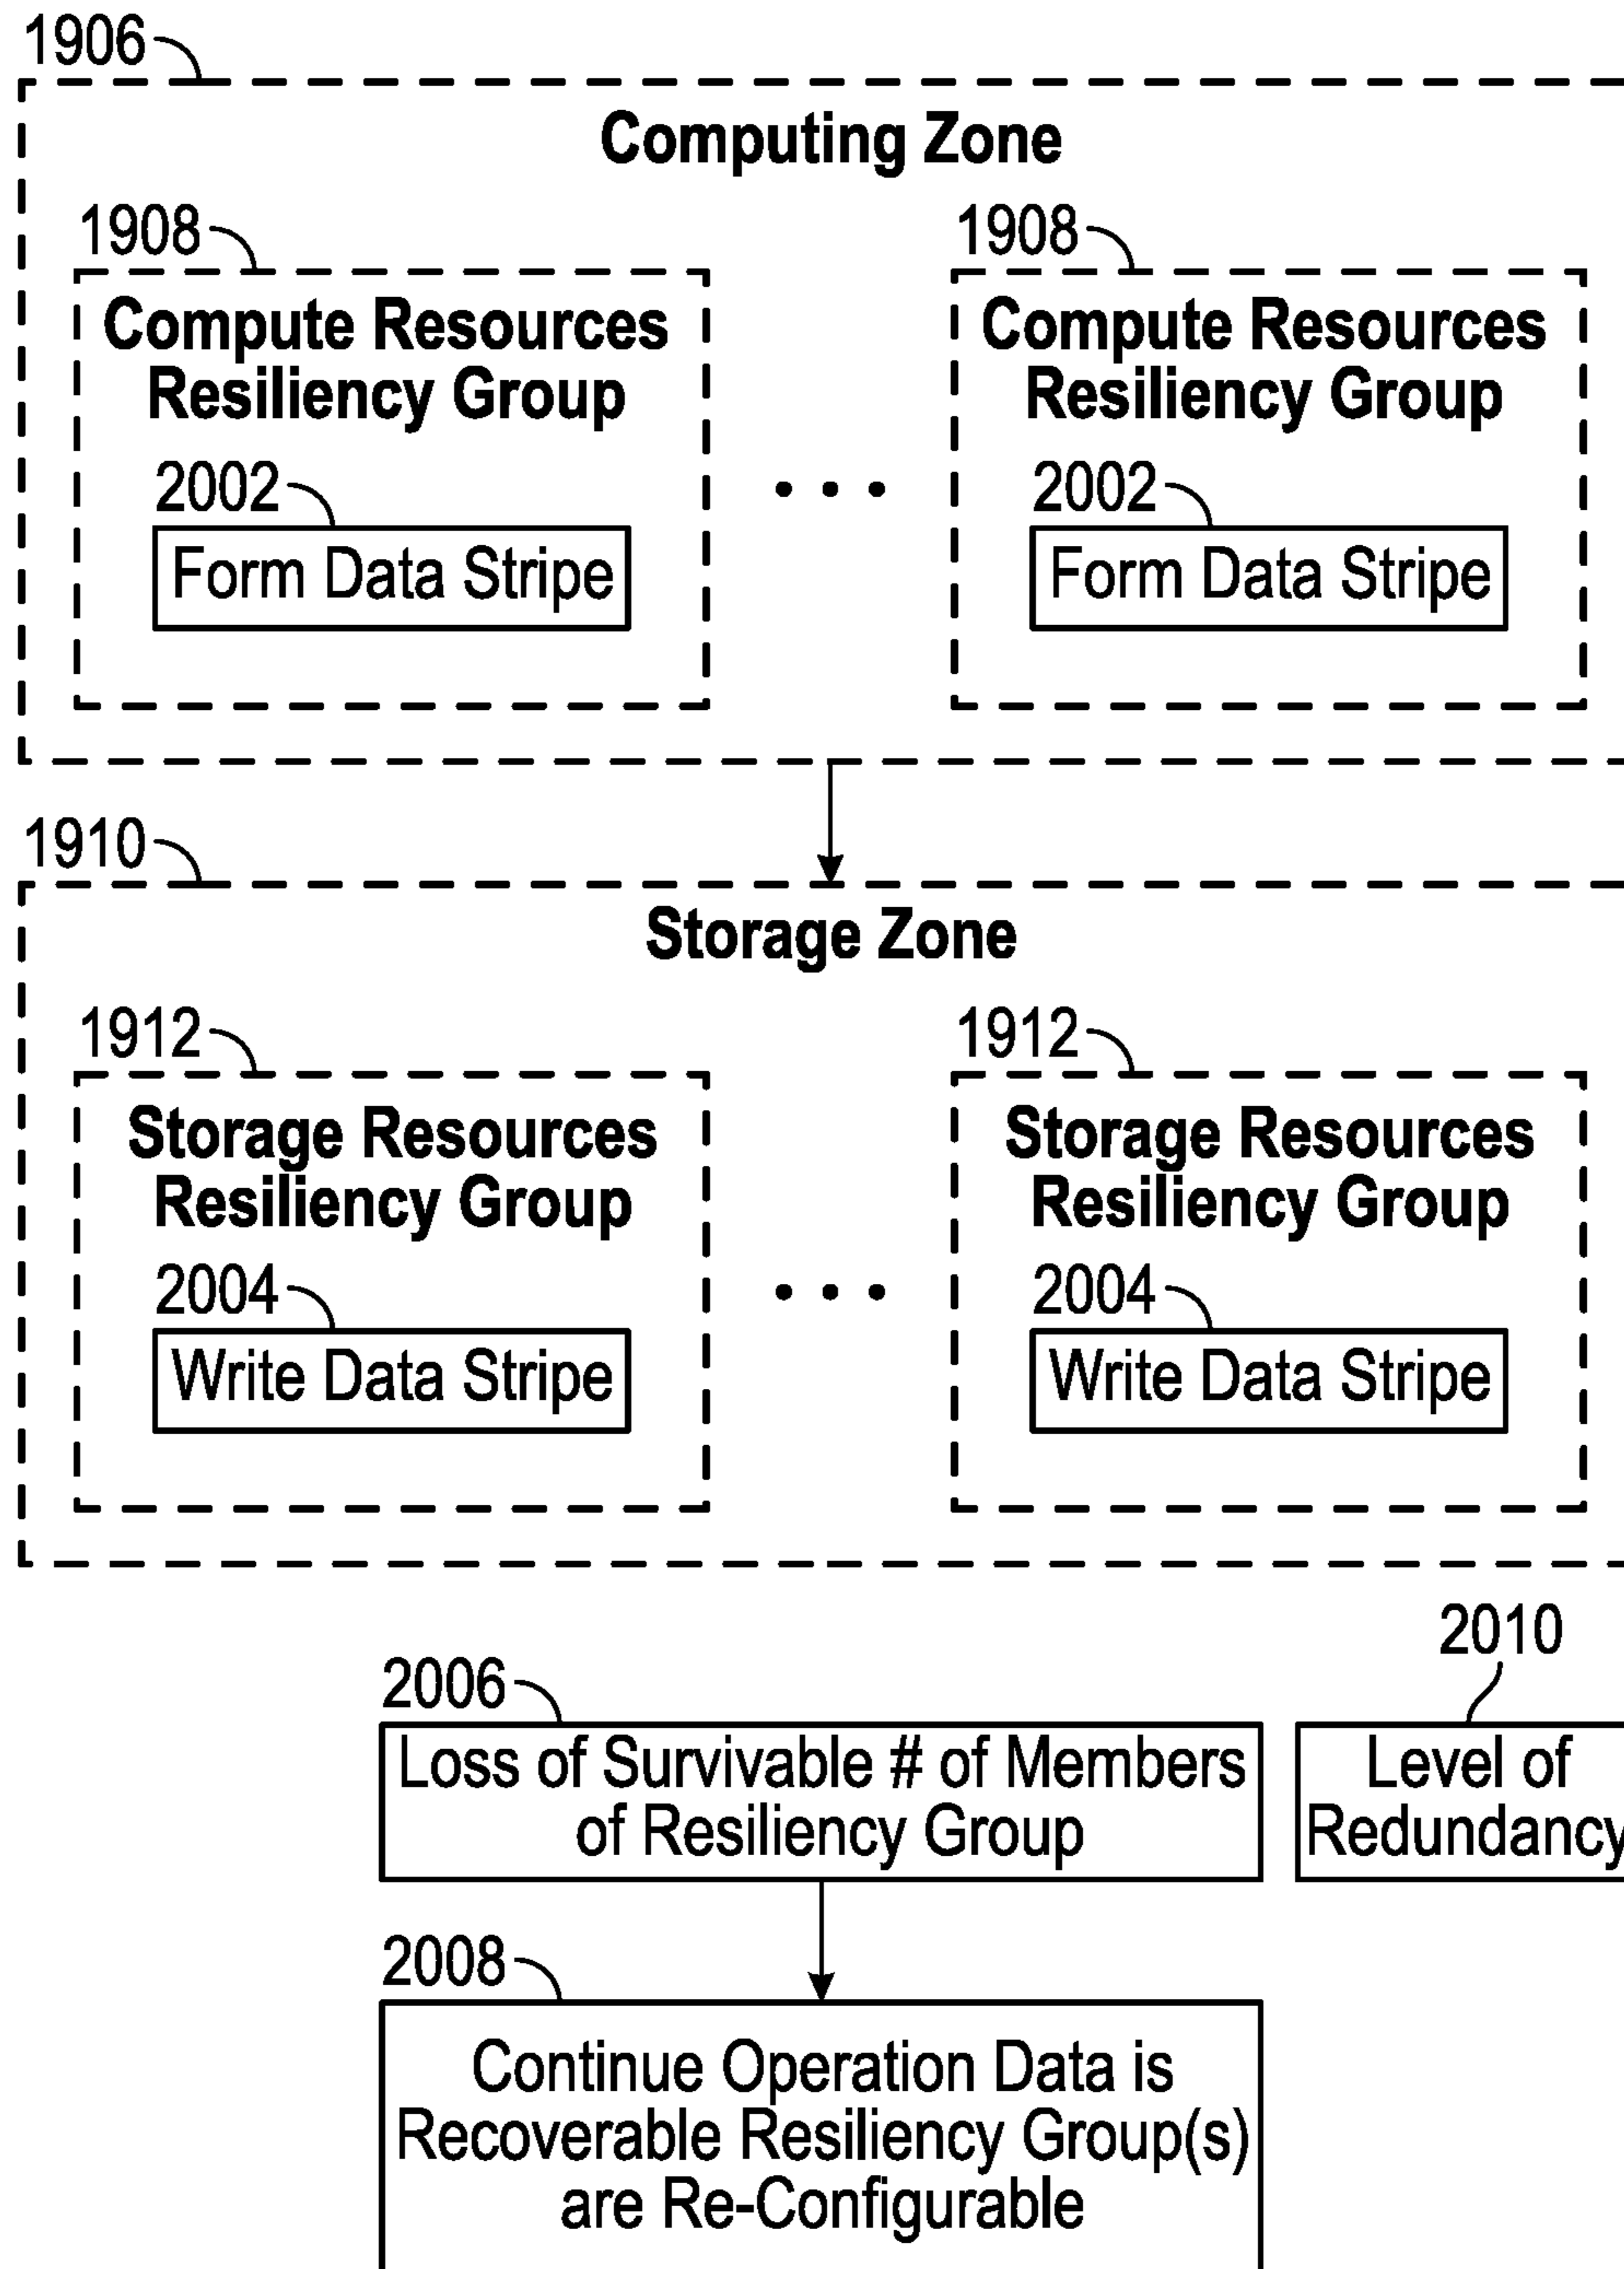 1906
Computing Zone
1908
1908
Compute Resources
Resiliency Group
Compute Resources
Resiliency Group
2002
2002
Form Data Stripe
Form Data Stripe
1910
Storage Zone
1912
1912
Storage Resources
Resiliency Group
Storage Resources
Resiliency Group
2004
2004
Write Data Stripe
Write Data Stripe
2010
2006
Loss of Survivable # of Members
of Resiliency Group
Level of
Redundancy
2008
Continue Operation Data is
Recoverable Resiliency Group(s)
are Re-Configurable